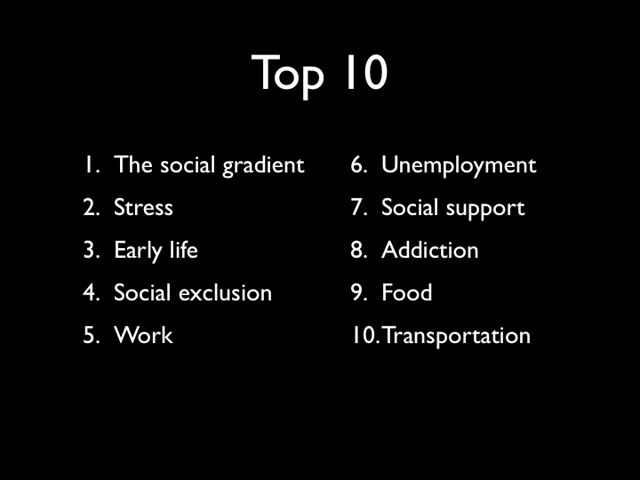 Top 10
1. The social gradient
2. Stress
3. Early life
4. Social exclusion
5. Work
6. Unemployment
7. Social support
8. Addiction
9. Food
10.Transportation